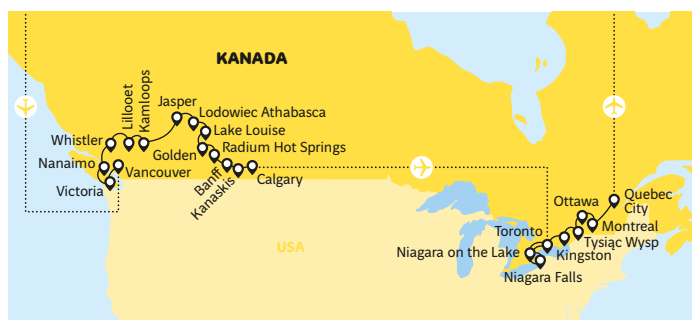 KANADA
Jasper
Lillooet
Kamloops
Lodowiec Athabasca
Lake Louise
Whistler
Radium Hot Springs
Golden
Nanaimo
Vancouver
Banff
Kanaskis
Calgary
Victoria
Quebec
City
Ottawa
Montreal
Toronto
Tysiąc Wysp
USA
Niagara on the Lake
Kingston
Niagara Falls